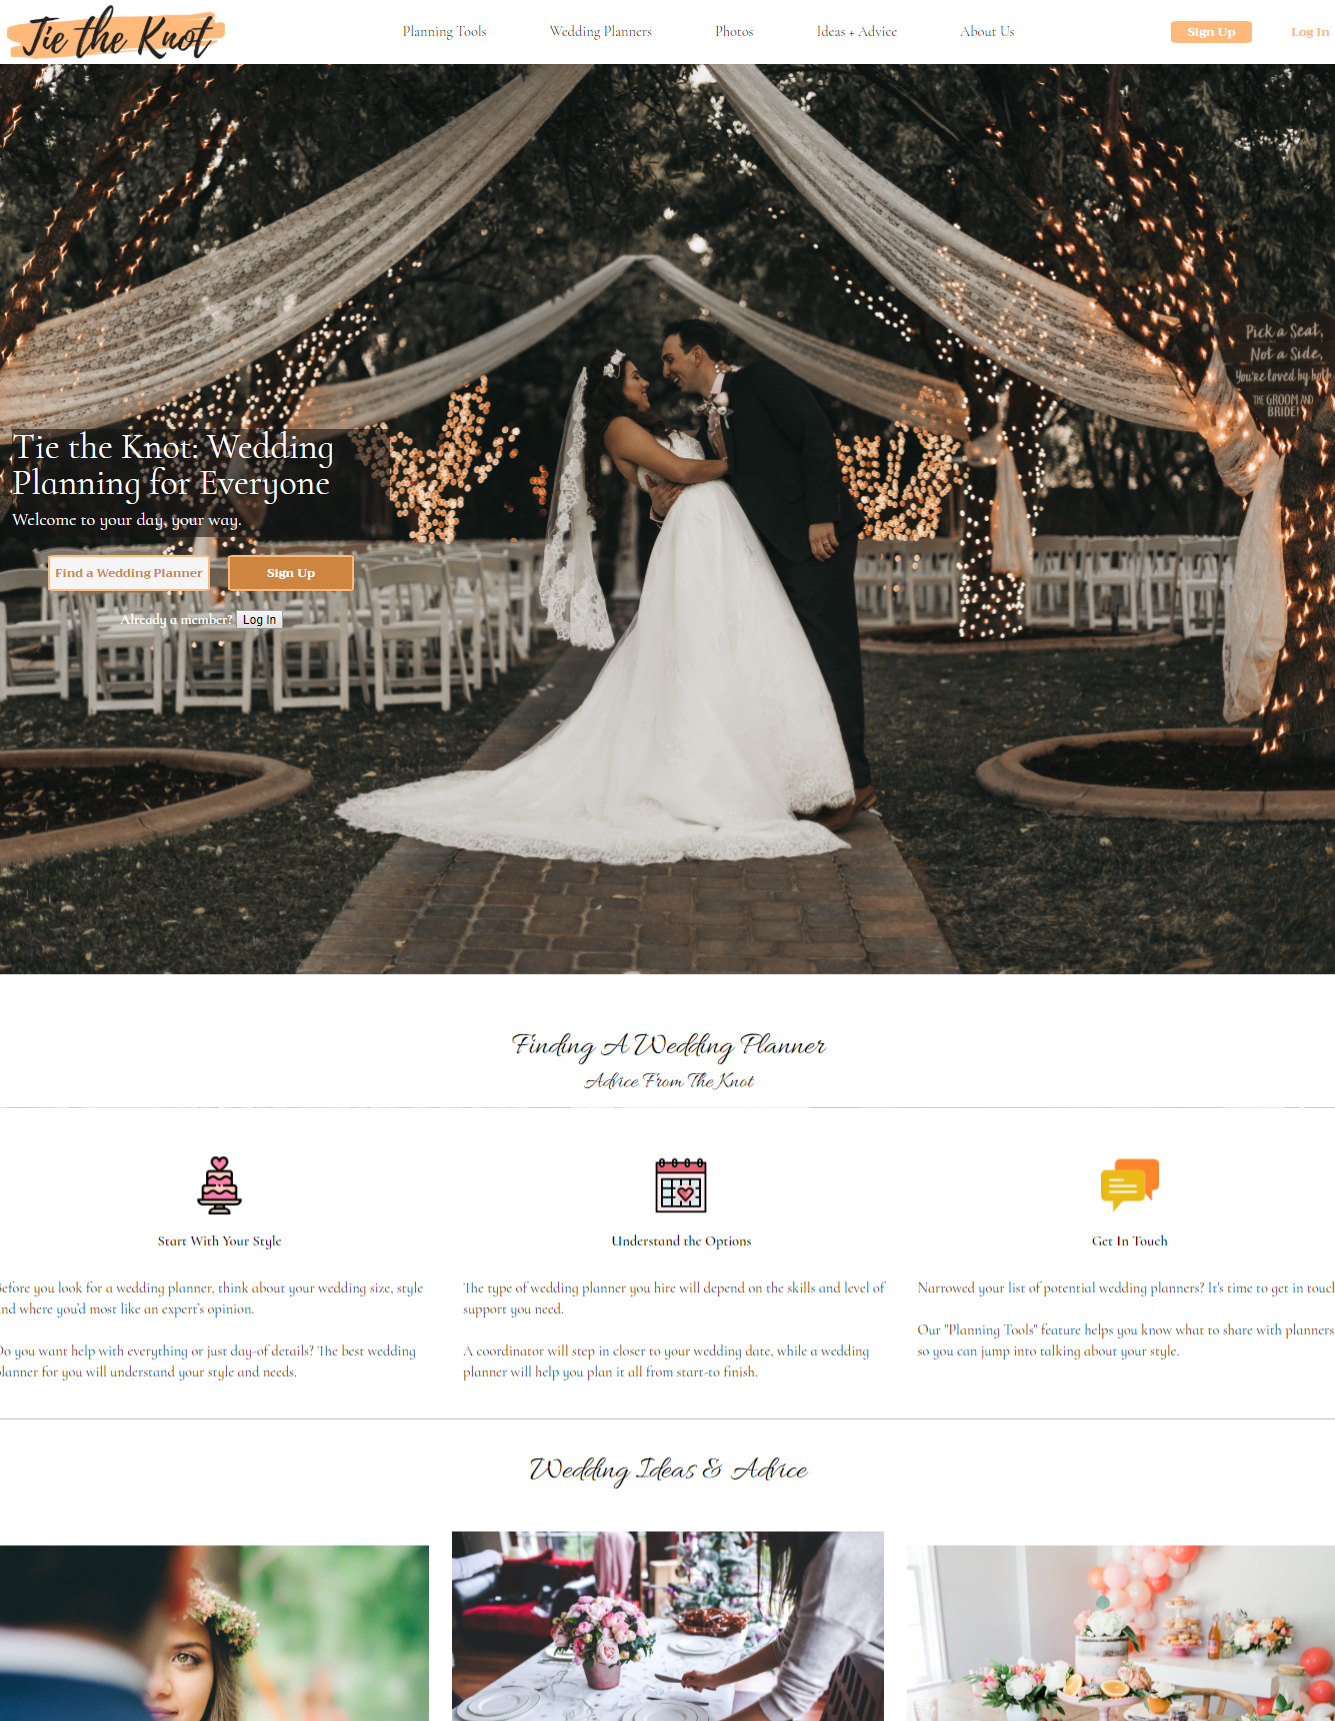 Tie the Knot
Planning Tools
Wedding Planners
Photos
Ideas + Advice
About Us
Sign Up
Log In
Pick a Seat,
Not a Side,
You're loved by both
THE GROOM AND
BRIDE!
Tie the Knot: Wedding
Planning for Everyone
Welcome to your day, your way.
Find a Wedding Planner
Sign Up
Already a member? Log In
Finding A Wedding Planner
Advice From The Knot
Start With Your Style
efore you look for a wedding planner, think about your wedding size, style
nd where you'd most like an expert's opinion.
Do you want help with everything or just day-of details? The best wedding
lanner for you will understand your style and needs.
Understand the Options
The type of wedding planner you hire will depend on the skills and level of
support you need.
A coordinator will step in closer to your wedding date, while a wedding
planner will help you plan it all from start-to finish.
Get In Touch
Narrowed your list of potential wedding planners? It's time to get in touch
Our "Planning Tools" feature helps you know what to share with planners
so you can jump into talking about your style.
Wedding Ideas & Advice